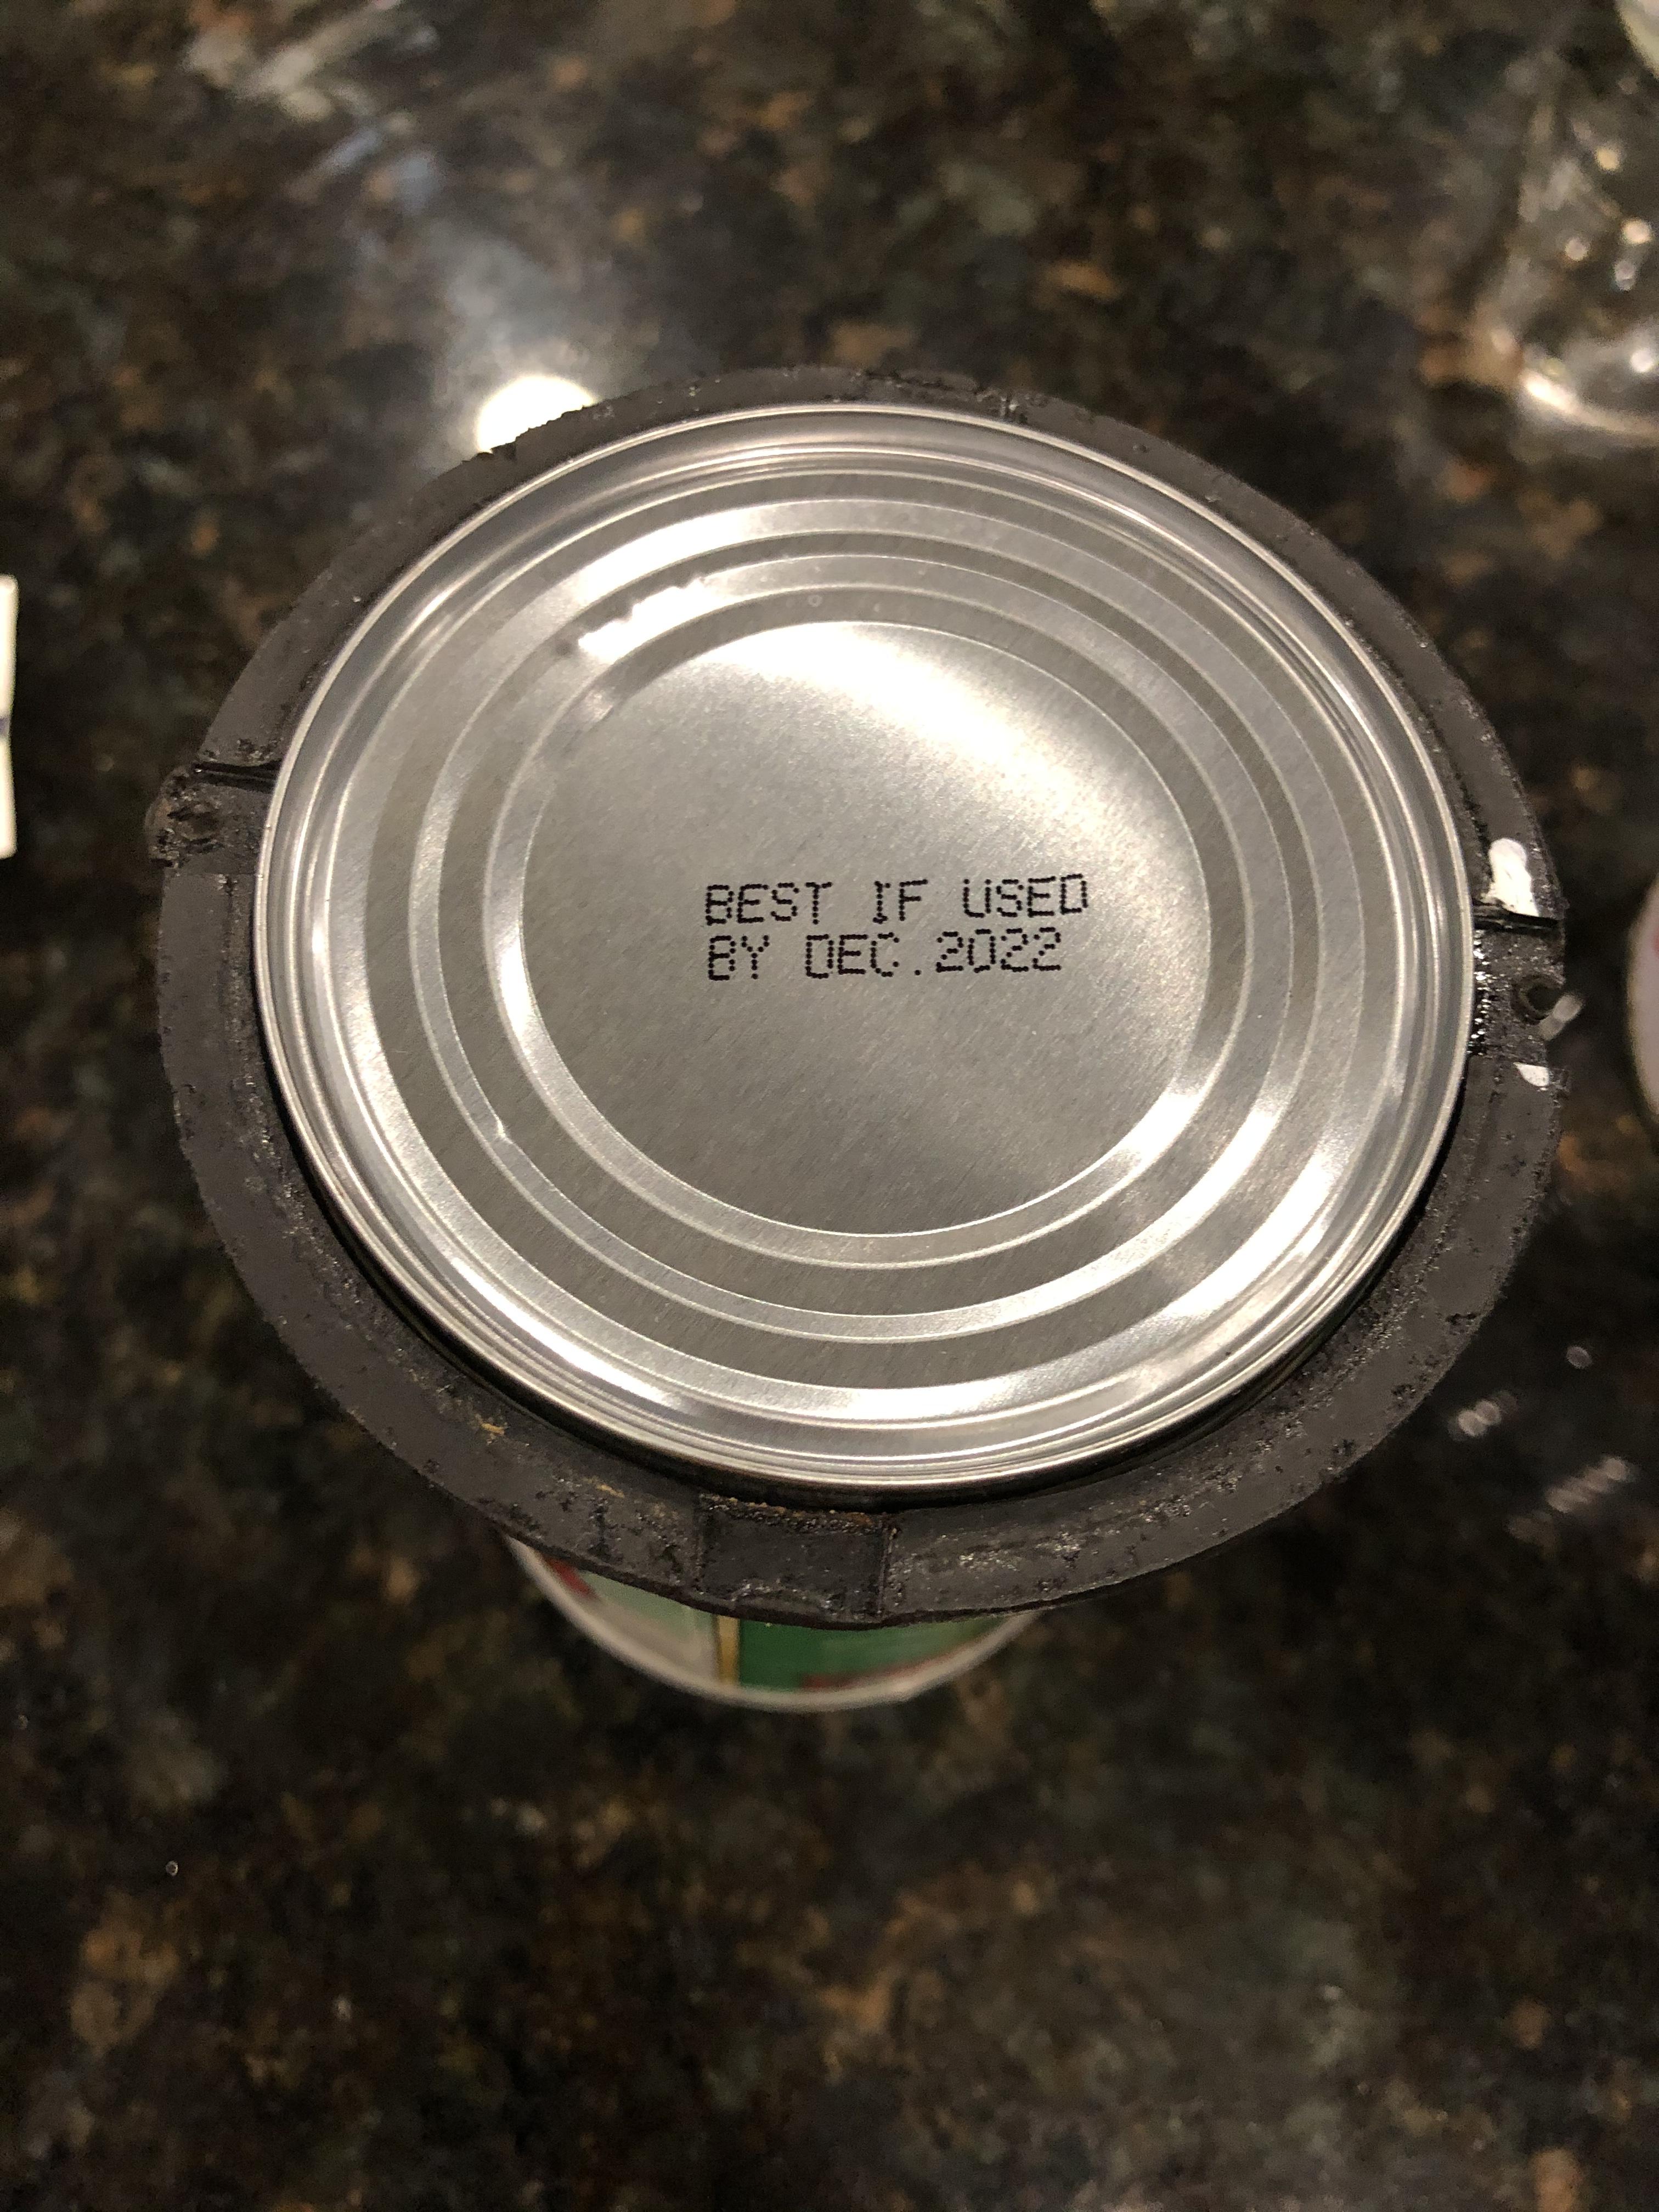 BEST IF USED
BY DEC.2022